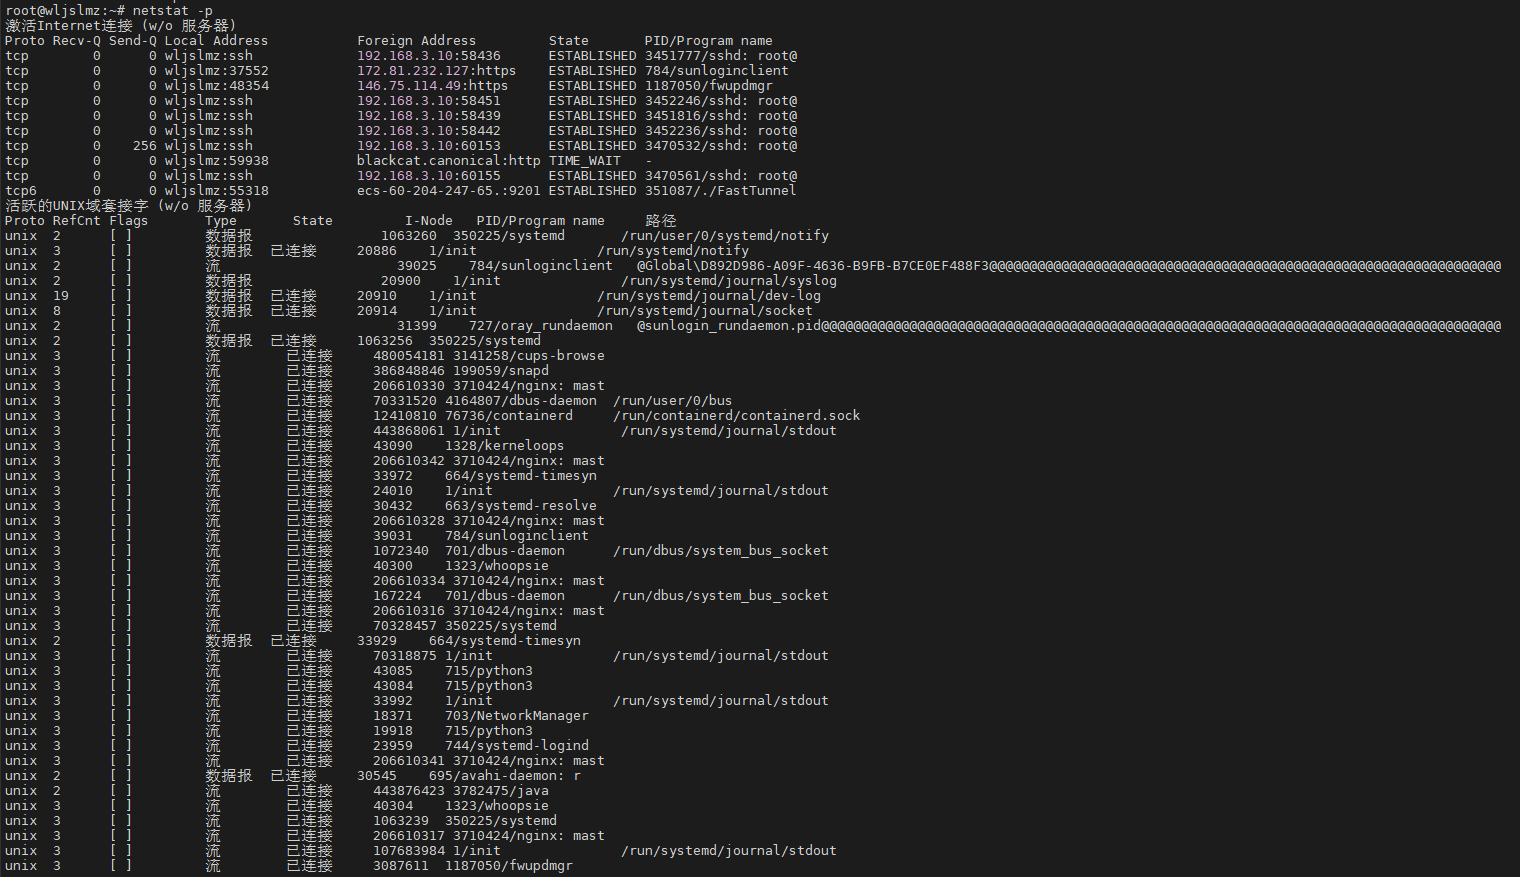 root@wljslmz:~# netstat -p
激活Internet连接 (w/o 服务器)
Proto Recv-Q Send-Q Local Address           Foreign Address         State       PID/Program name
tcp        0      0 wljslmz:ssh             192.168.3.10:58436      ESTABLISHED 3451777/sshd: root@
tcp        0      0 wljslmz:37552           172.81.232.127:https    ESTABLISHED 784/sunloginclient
tcp        0      0 wljslmz:48354           146.75.114.49:https     ESTABLISHED 1187050/fwupdmgr
tcp        0      0 wljslmz:ssh             192.168.3.10:58451      ESTABLISHED 3452246/sshd: root@
tcp        0      0 wljslmz:ssh             192.168.3.10:58439      ESTABLISHED 3451816/sshd: root@
tcp        0      0 wljslmz:ssh             192.168.3.10:58442      ESTABLISHED 3452236/sshd: root@
tcp        0    256 wljslmz:ssh             192.168.3.10:60153      ESTABLISHED 3470532/sshd: root@
tcp        0      0 wljslmz:59938           blackcat.canonical:http TIME_WAIT   -
tcp        0      0 wljslmz:ssh             192.168.3.10:60155      ESTABLISHED 3470561/sshd: root@
tcp6       0      0 wljslmz:55318           ecs-60-204-247-65.:9201 ESTABLISHED 351087/./FastTunnel
活跃的UNIX域套接字 (w/o 服务器)
Proto RefCnt Flags       Type       State         I-Node   PID/Program name     路径
unix  2      [ ]         数据报                1063260  350225/systemd       /run/user/0/systemd/notify
unix  3      [ ]         数据报  已连接     20886    1/init               /run/systemd/notify
unix  2      [ ]         流                      39025    784/sunloginclient   @Global\D892D986-A09F-4636-B9FB-B7CE0EF488F3@@@@@@@@@@@@@@@@@@@@@@@@@@@@@@@@@@@@@@@@@@@@@@@@@@@@@@@@@@@@@@@@
unix  2      [ ]         数据报                20900    1/init               /run/systemd/journal/syslog
unix  19     [ ]         数据报  已连接     20910    1/init               /run/systemd/journal/dev-log
unix  8      [ ]         数据报  已连接     20914    1/init               /run/systemd/journal/socket
unix  2      [ ]         流                      31399    727/oray_rundaemon   @sunlogin_rundaemon.pid@@@@@@@@@@@@@@@@@@@@@@@@@@@@@@@@@@@@@@@@@@@@@@@@@@@@@@@@@@@@@@@@@@@@@@@@@@@@@@@@@@@@@
unix  2      [ ]         数据报  已连接     1063256  350225/systemd
unix  3      [ ]         流        已连接     480054181 3141258/cups-browse
unix  3      [ ]         流        已连接     386848846 199059/snapd
unix  3      [ ]         流        已连接     206610330 3710424/nginx: mast
unix  3      [ ]         流        已连接     70331520 4164807/dbus-daemon  /run/user/0/bus
unix  3      [ ]         流        已连接     12410810 76736/containerd     /run/containerd/containerd.sock
unix  3      [ ]         流        已连接     443868061 1/init               /run/systemd/journal/stdout
unix  3      [ ]         流        已连接     43090    1328/kerneloops
unix  3      [ ]         流        已连接     206610342 3710424/nginx: mast
unix  3      [ ]         流        已连接     33972    664/systemd-timesyn
unix  3      [ ]         流        已连接     24010    1/init               /run/systemd/journal/stdout
unix  3      [ ]         流        已连接     30432    663/systemd-resolve
unix  3      [ ]         流        已连接     206610328 3710424/nginx: mast
unix  3      [ ]         流        已连接     39031    784/sunloginclient
unix  3      [ ]         流        已连接     1072340  701/dbus-daemon      /run/dbus/system_bus_socket
unix  3      [ ]         流        已连接     40300    1323/whoopsie
unix  3      [ ]         流        已连接     206610334 3710424/nginx: mast
unix  3      [ ]         流        已连接     167224   701/dbus-daemon      /run/dbus/system_bus_socket
unix  3      [ ]         流        已连接     206610316 3710424/nginx: mast
unix  3      [ ]         流        已连接     70328457 350225/systemd
unix  2      [ ]         数据报  已连接     33929    664/systemd-timesyn
unix  3      [ ]         流        已连接     70318875 1/init               /run/systemd/journal/stdout
unix  3      [ ]         流        已连接     43085    715/python3
unix  3      [ ]         流        已连接     43084    715/python3
unix  3      [ ]         流        已连接     33992    1/init               /run/systemd/journal/stdout
unix  3      [ ]         流        已连接     18371    703/NetworkManager
unix  3      [ ]         流        已连接     19918    715/python3
unix  3      [ ]         流        已连接     23959    744/systemd-logind
unix  3      [ ]         流        已连接     206610341 3710424/nginx: mast
unix  2      [ ]         数据报  已连接     30545    695/avahi-daemon: r
unix  2      [ ]         流        已连接     443876423 3782475/java
unix  3      [ ]         流        已连接     40304    1323/whoopsie
unix  3      [ ]         流        已连接     1063239  350225/systemd
unix  3      [ ]         流        已连接     206610317 3710424/nginx: mast
unix  3      [ ]         流        已连接     107683984 1/init               /run/systemd/journal/stdout
unix  3      [ ]         流        已连接     3087611  1187050/fwupdmgr